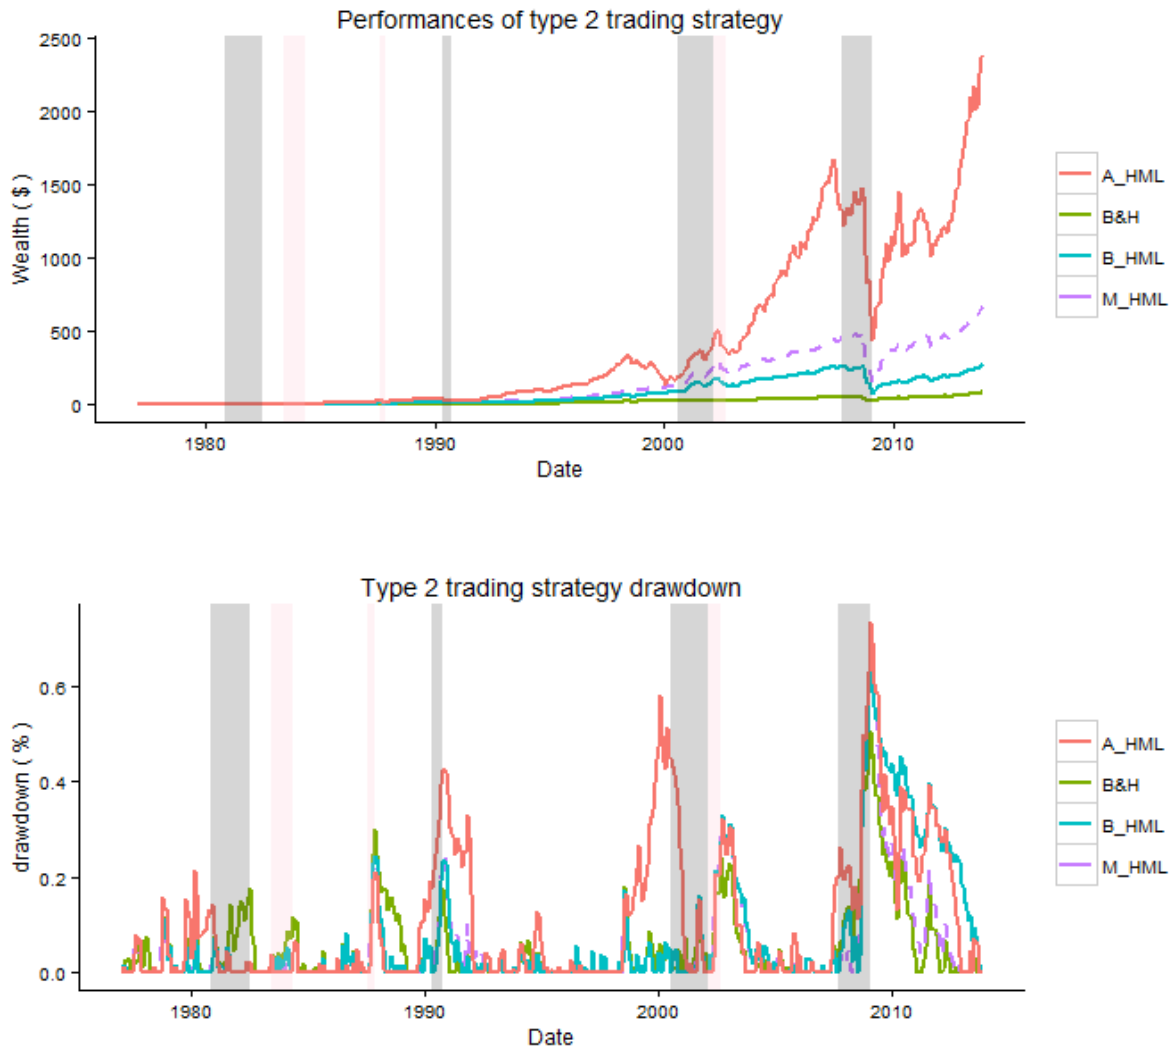 Performances of type 2 trading strategy
2500
2000
1500
1000
500
0
Wealth ( $ )
1980
1990
2000
2010
Date
A_HML
B&H
B_HML
M_HML
Type 2 trading strategy drawdown
0.6
0.4
0.2
0.0
drawdown ( % )
1980
1990
2000
2010
Date
A_HML
B&H
B_HML
M_HML